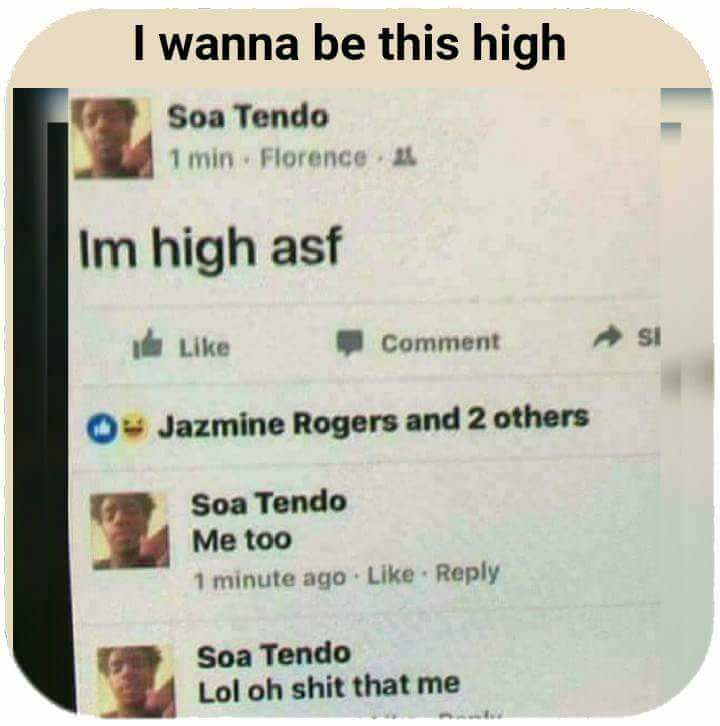 I wanna be this high
Soa Tendo
1 min · Florence ·
Im high asf
Like Comment
Jazmine Rogers and 2 others
Soa Tendo
Me too
1 minute ago · Like · Reply
Soa Tendo
Lol oh shit that me